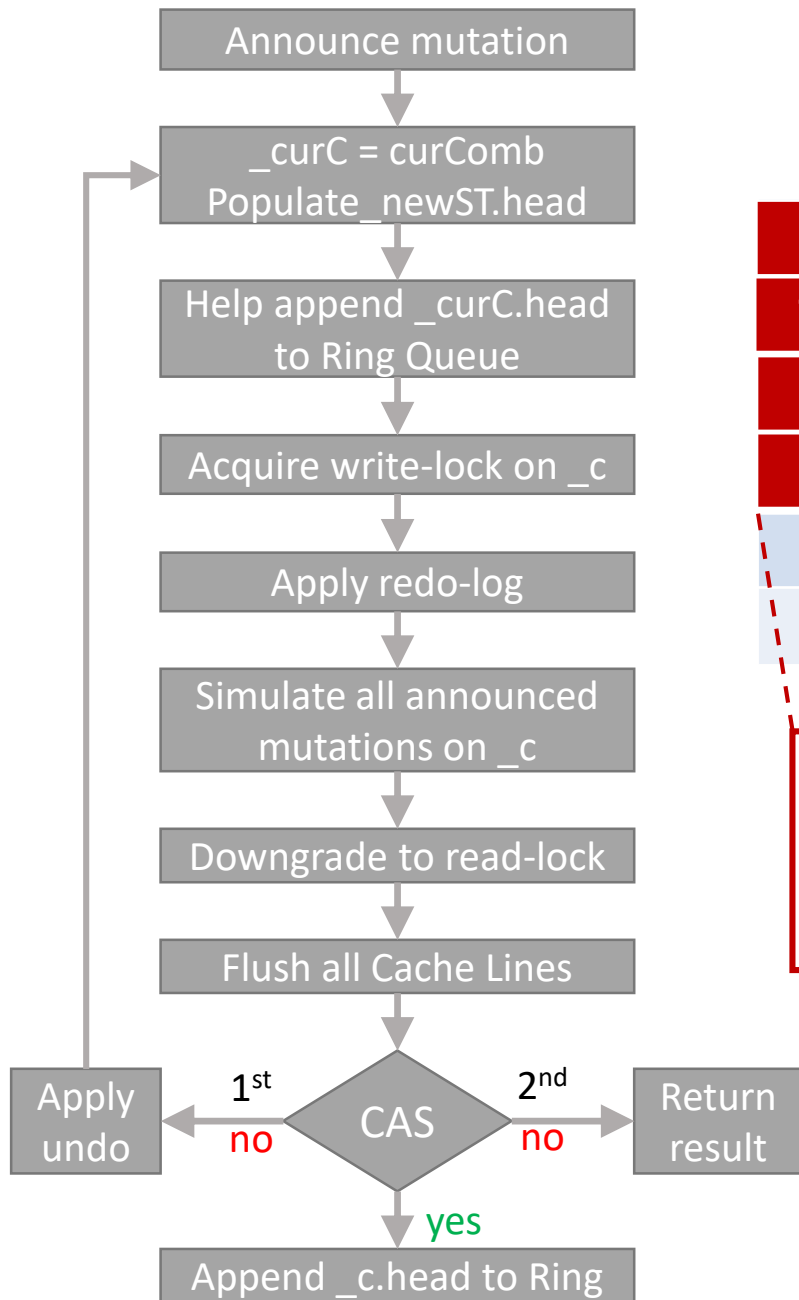 Announce mutation
_curC = curComb
Populate_newST.head
Help append _curC.head
to Ring Queue
Acquire write-lock on _c
Apply redo-log
Simulate all announced
mutations on _c
Downgrade to read-lock
Flush all Cache Lines
Apply
undo
1st
no
CAS
2nd
no
Return
result
yes
Append _c.head to Ring